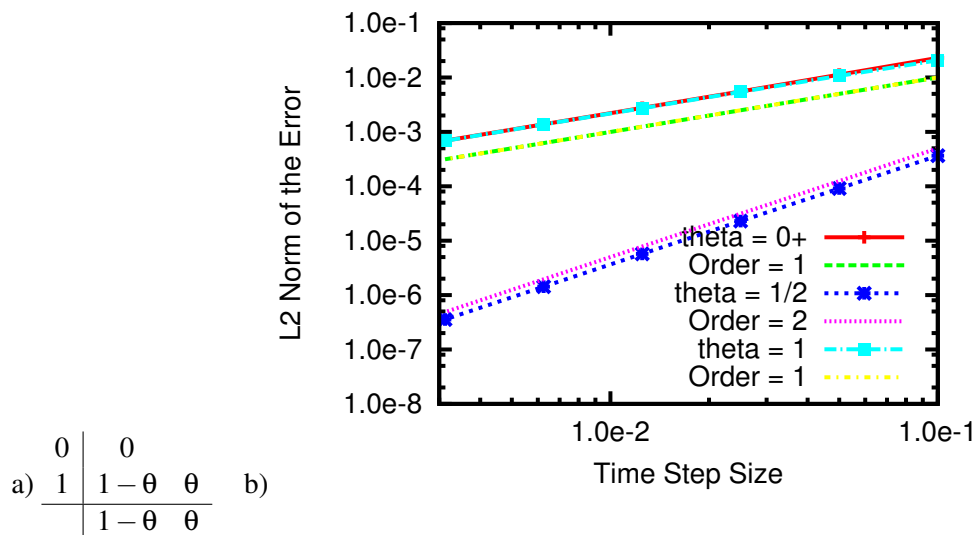 1.0e-1
1.0e-2
1.0e-3
1.0e-4
1.0e-5
1.0e-6
1.0e-7
1.0e-8
L2 Norm of the Error
theta = 0+
Order = 1
theta = 1/2
Order = 2
theta = 1
Order = 1
1.0e-2 1.0e-1
Time Step Size
0 0
a) 1 1 − θ θ b)
1 − θ θ